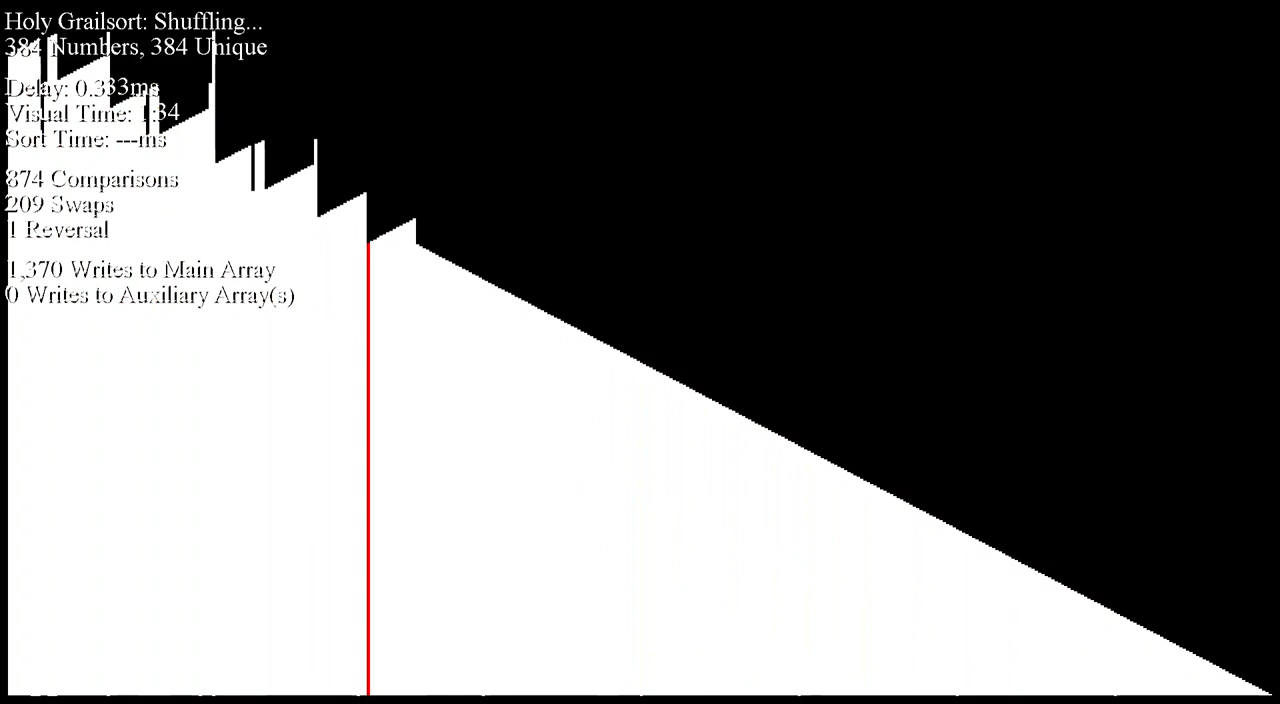 Holy Grailsort: Shuffling...
384 Numbers, 384 Unique
Delay: 0.333ms
Visual Time: 1:34
Sort Time: ---ms
874 Comparisons
209 Swaps
1 Reversal
1,370 Writes to Main Array
0 Writes to Auxiliary Array(s)